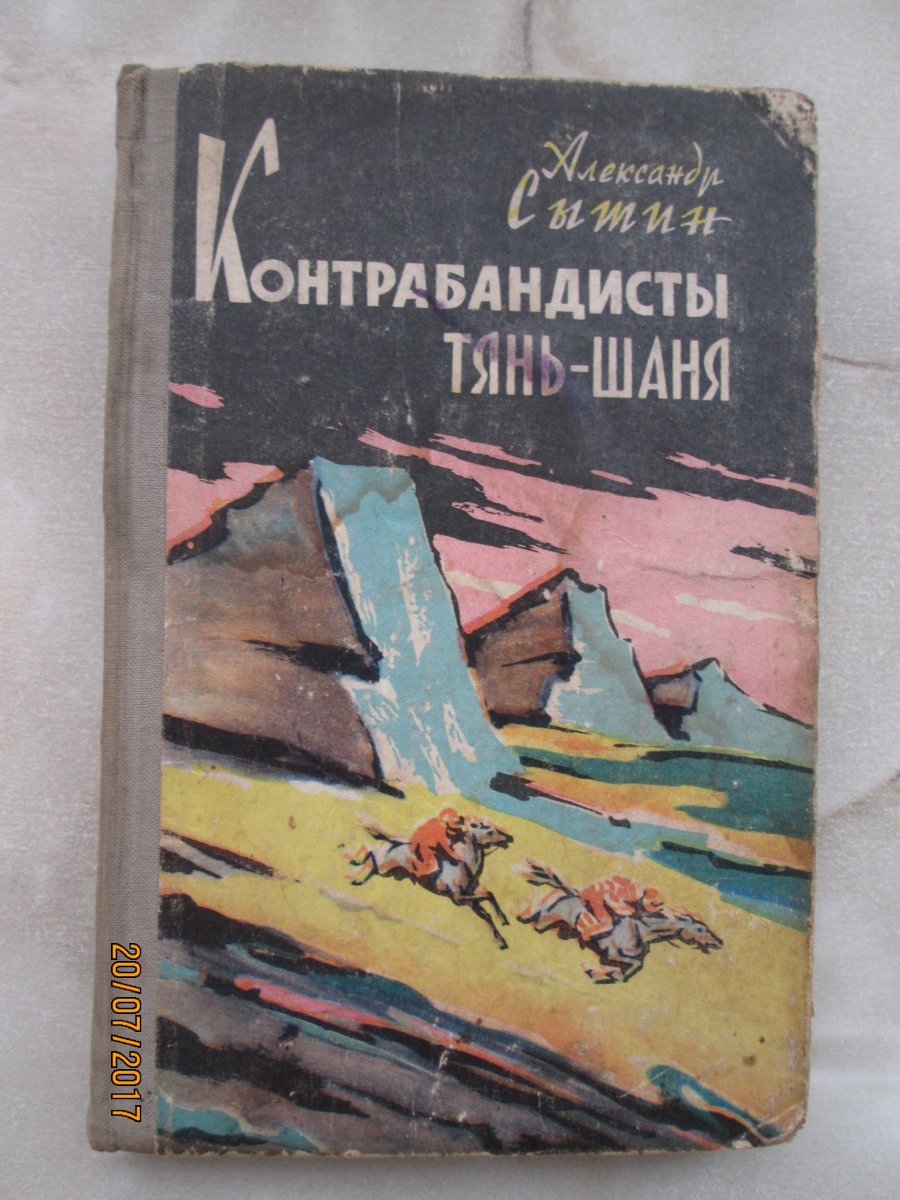 Александр
Сытин
Контрабандисты
ТЯНЬ-ШАНЯ
20/07/2017